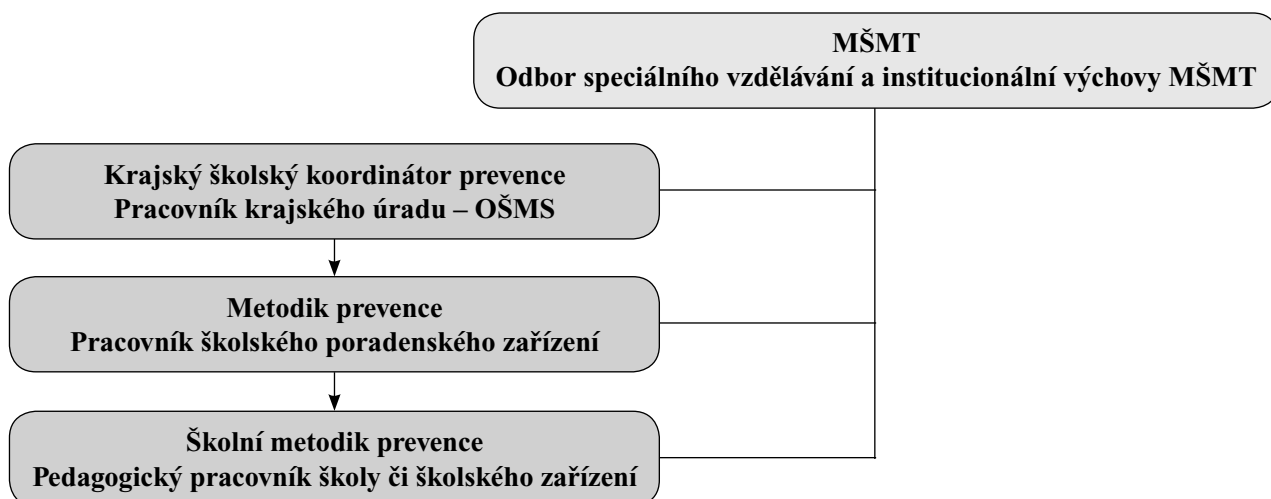 MŠMT
Odbor speciálního vzdělávání a institucionální výchovy MŠMT
Krajský školský koordinátor prevence
Pracovník krajského úradu – OŠMS
Metodik prevence
Pracovník školského poradenského zařízení
Školní metodik prevence
Pedagogický pracovník školy či školského zařízení